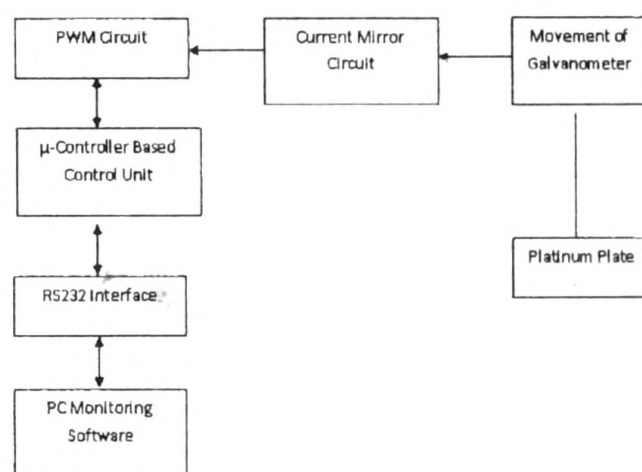 PWM Circuit
Current Mirror
Circuit
Movement of
Galvanometer
μ-Controller Based
Control Unit
Platinum Plate
RS232 Interface
PC Monitoring
Software